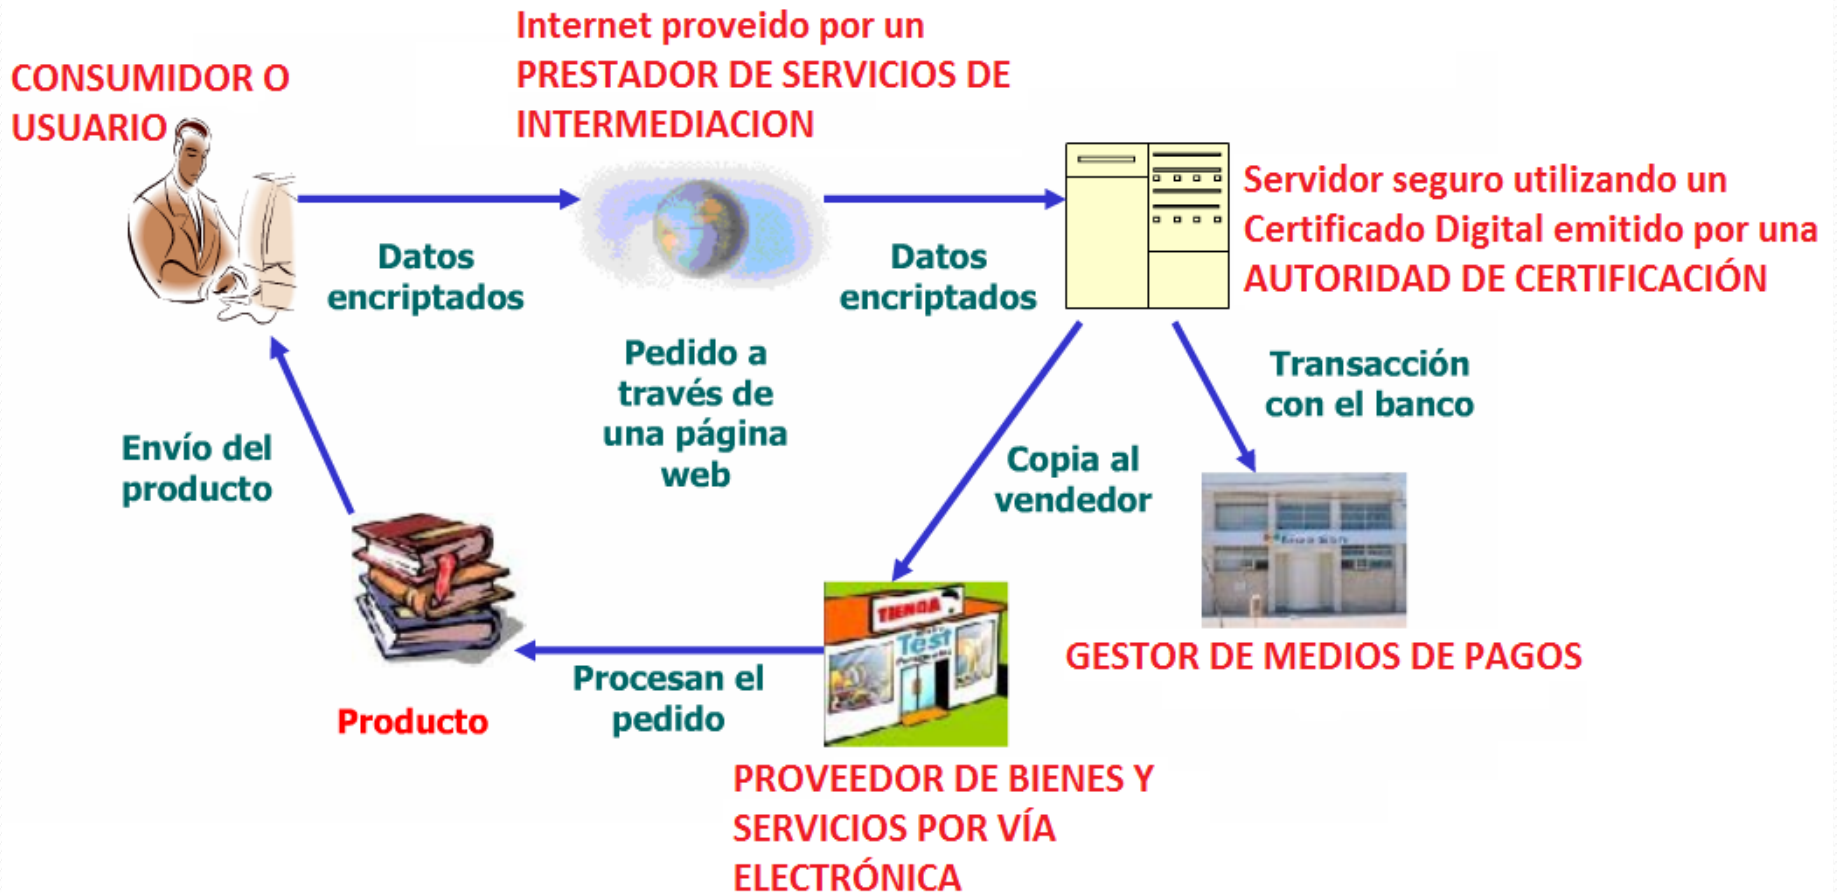 Internet proveido por un
PRESTADOR DE SERVICIOS DE
INTERMEDIACION
CONSUMIDOR O
USUARIO
Servidor seguro utilizando un
Certificado Digital emitido por una
AUTORIDAD DE CERTIFICACIÓN
Datos
encriptados
Datos
encriptados
Pedido a
través de
una página
web
Transacción
con el banco
Envío del
producto
Copia al
vendedor
TIENDA
Test
GESTOR DE MEDIOS DE PAGOS
Procesan el
pedido
Producto
PROVEEDOR DE BIENES Y
SERVICIOS POR VÍA
ELECTRÓNICA